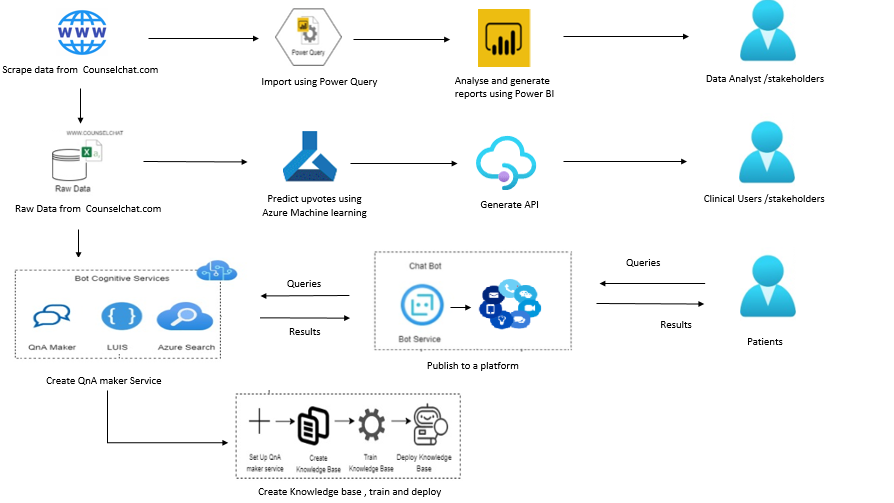 WWW
Power Query
Scrape data from Counselchat.com
Import using Power Query
Analyse and generate
reports using Power BI
Data Analyst /stakeholders
WWW.COUNSELCHAT
Raw Data
Raw Data from Counselchat.com
Predict upvotes using
Azure Machine learning
Generate API
Clinical Users /stakeholders
Bot Cognitive Services
QnA Maker
LUIS
Azure Search
Create QnA maker Service
Queries
Results
Chat Bot
Bot Service
Publish to a platform
Queries
Results
Patients
Set Up QnA
maker service
Create
Knowledge Base
Train
Knowledge Base
Deploy Knowledge
Base
Create Knowledge base , train and deploy